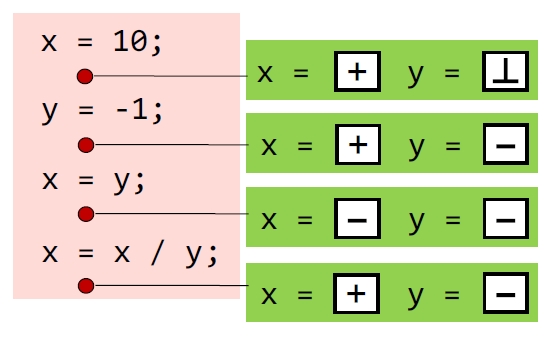 x = 10;
x = + y = ⊥
y = -1;
x = + y = −
x = y;
x = − y = −
x = x / y;
x = + y = −